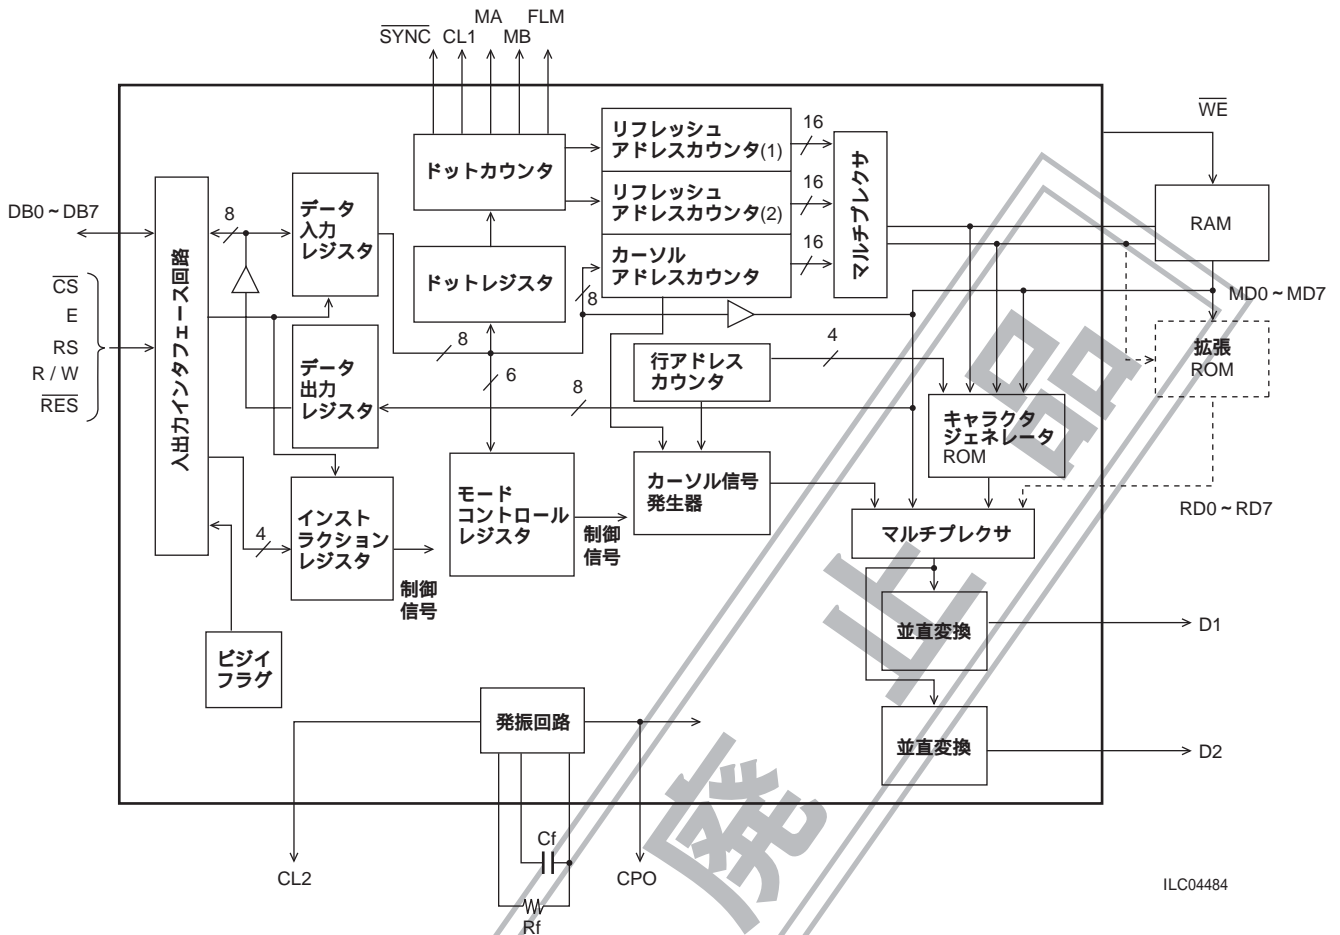 MA FLM
SYNC CL1 MB
WE
リフレッシュ
アドレスカウンタ(1)
16
ドットカウンタ
マルチプレクサ
RAM
DB0~DB7
8
データ
入力
レジスタ
リフレッシュ
アドレスカウンタ(2)
16
カーソル
アドレスカウンタ
16
ドットレジスタ
入出力インタフェース回路
CS
E
RS
R / W
RES
8
MD0~MD7
拡張
ROM
8
6
行アドレス
カウンタ
4
データ
出力
レジスタ
8
キャラクタ
ジェネレータ
ROM
カーソル信号
発生器
モード
コントロール
レジスタ
制御
信号
RD0~RD7
マルチプレクサ
4
インスト
ラクション
レジスタ
制御
信号
並直変換
D1
ビジイ
フラグ
発振回路
並直変換
D2
Cf
CL2
CPO
Rf
ILC04484
廃止品